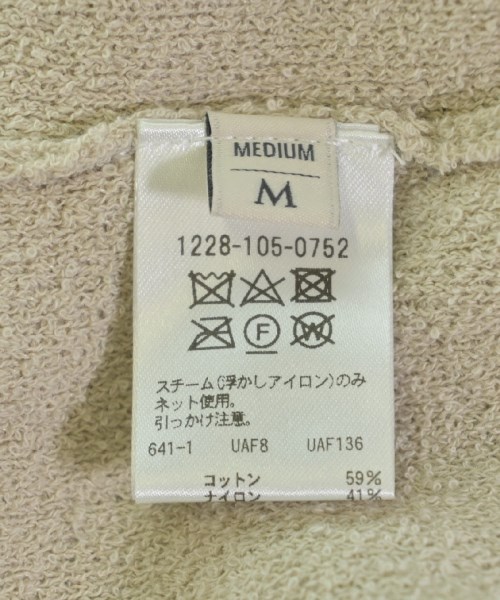 MEDIUM
M
1228-105-0752
F W
スチーム(浮かしアイロン)のみ
ネット使用。
引っかけ注意。
641-1 UAF8 UAF136
コットン 59%
ナイロン 41%